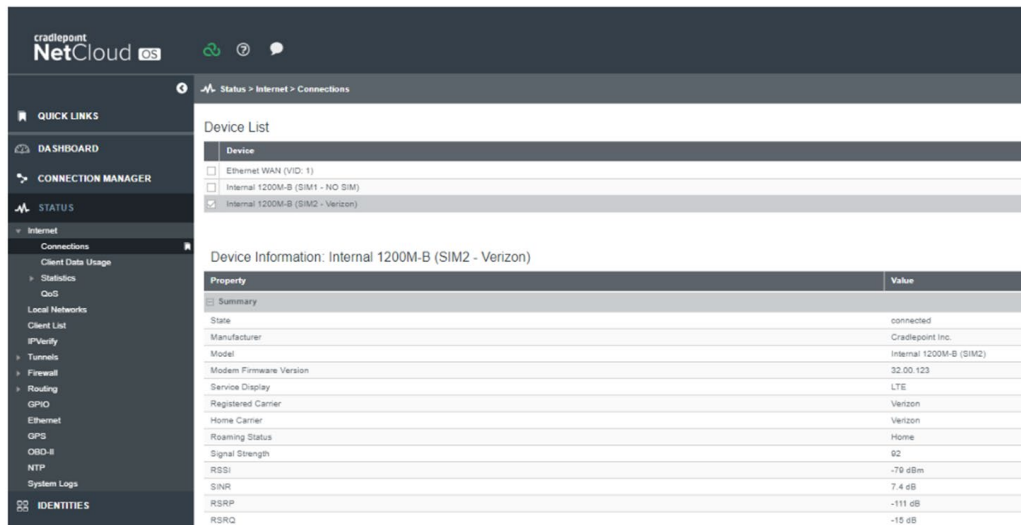 cradlepoint
NetCloud OS
Status > Internet > Connections
QUICK LINKS
DASHBOARD
CONNECTION MANAGER
STATUS
Internet
Connections
Client Data Usage
Statistics
QoS
Local Networks
Client List
IPVerify
Tunnels
Firewall
Routing
GPIO
Ethernet
GPS
OBD-II
NTP
System Logs
IDENTITIES
Device List
Device
Ethernet WAN (VID: 1)
Internal 1200M-B (SIM1 - NO SIM)
Internal 1200M-B (SIM2 - Verizon)
Device Information: Internal 1200M-B (SIM2 - Verizon)
Property Value
Summary
State connected
Manufacturer Cradlepoint Inc.
Model Internal 1200M-B (SIM2)
Modem Firmware Version 32.00.123
Service Display LTE
Registered Carrier Verizon
Home Carrier Verizon
Roaming Status Home
Signal Strength 92
RSSI -79 dBm
SINR 7.4 dB
RSRP -111 dB
RSRQ -15 dB